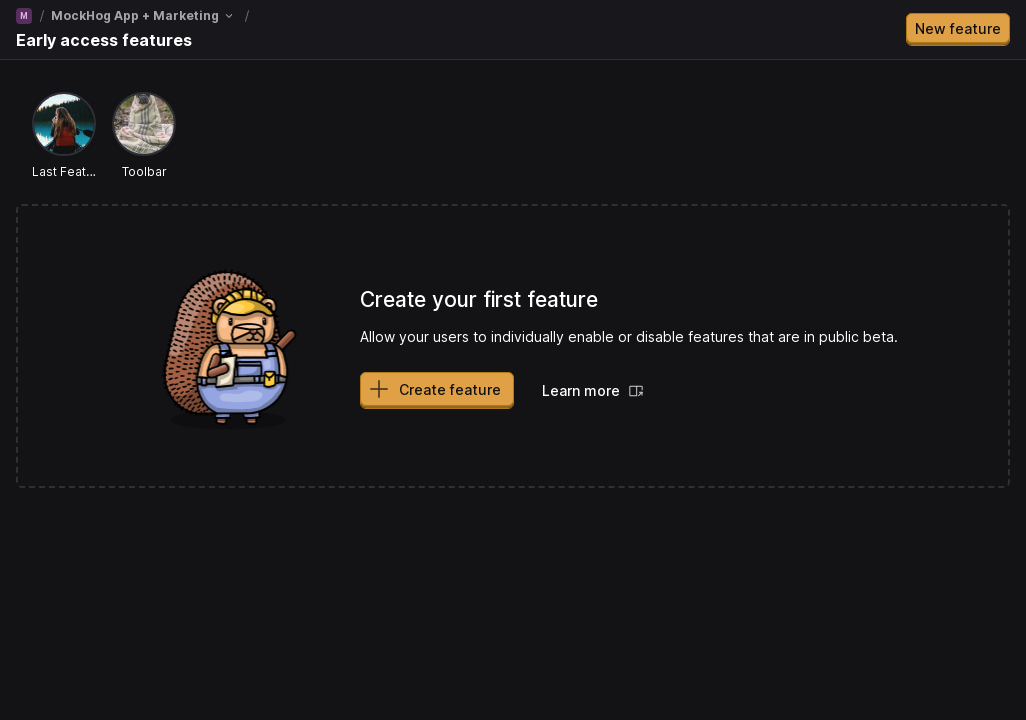 M / MockHog App + Marketing /
Early access features
New feature
Last Feat...
Toolbar
Create your first feature
Allow your users to individually enable or disable features that are in public beta.
Create feature
Learn more